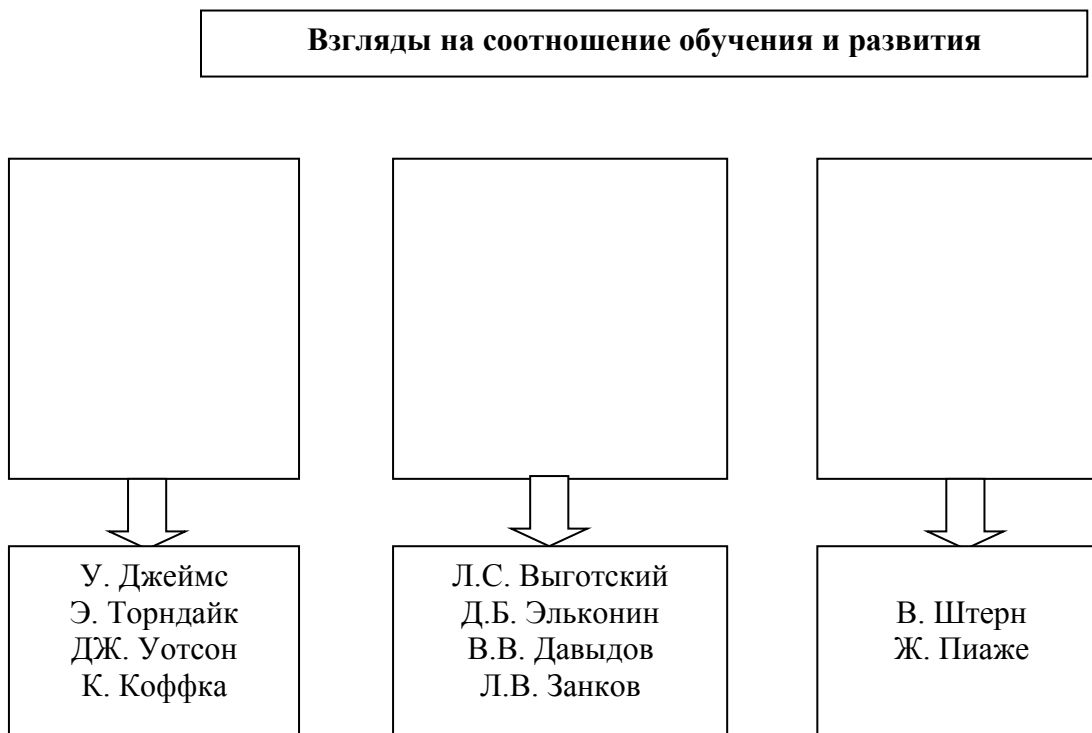 Взгляды на соотношение обучения и развития
У. Джеймс
Э. Торндайк
ДЖ. Уотсон
К. Коффка
Л.С. Выготский
Д.Б. Эльконин
В.В. Давыдов
Л.В. Занков
В. Штерн
Ж. Пиаже